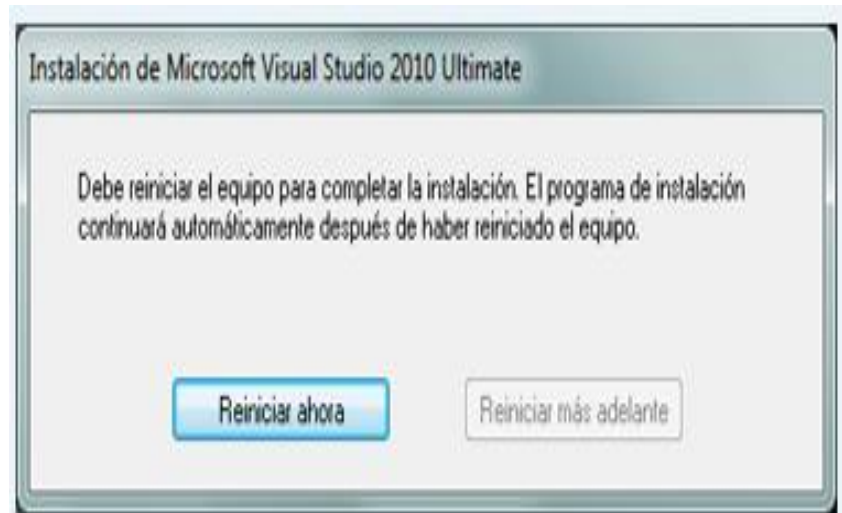 Instalación de Microsoft Visual Studio 2010 Ultimate
Debe reiniciar el equipo para completar la instalación. El programa de instalación
continuará automáticamente después de haber reiniciado el equipo.
Reiniciar ahora
Reiniciar más adelante